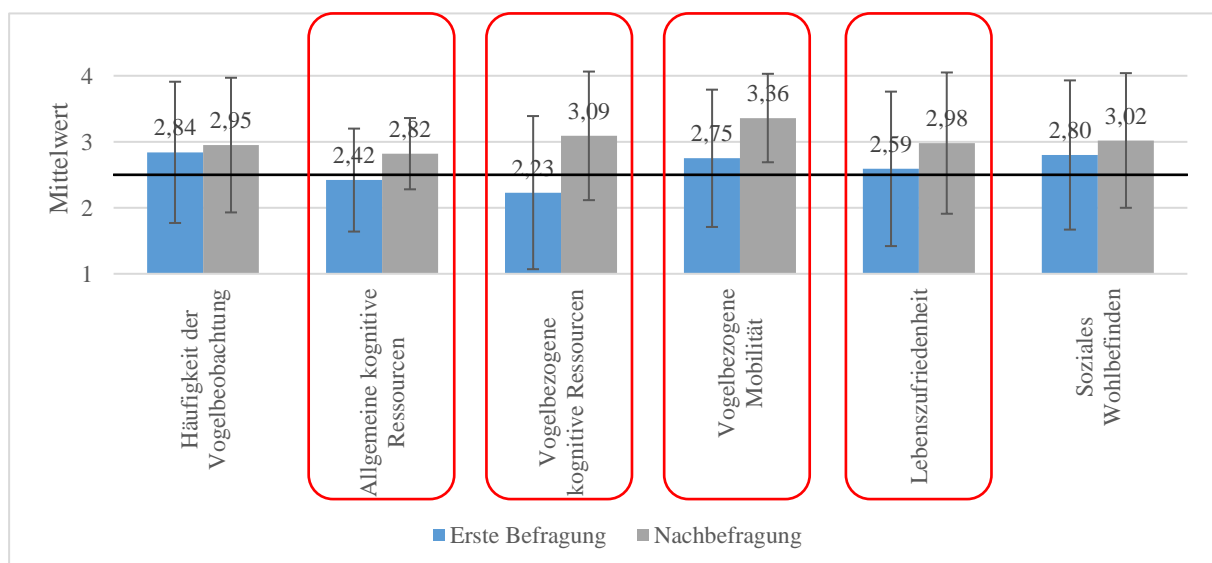 Mittelwert
4
3
2
1
2,84
2,95
2,42
2,82
2,23
3,09
2,75
3,36
2,59
2,98
2,80
3,02
Häufigkeit der
Vogelbeobachtung
Allgemeine kognitive
Ressourcen
Vogelbezogene
kognitive Ressourcen
Vogelbezogene
Mobilität
Lebenszufriedenheit
Soziales
Wohlbefinden
Erste Befragung
Nachbefragung